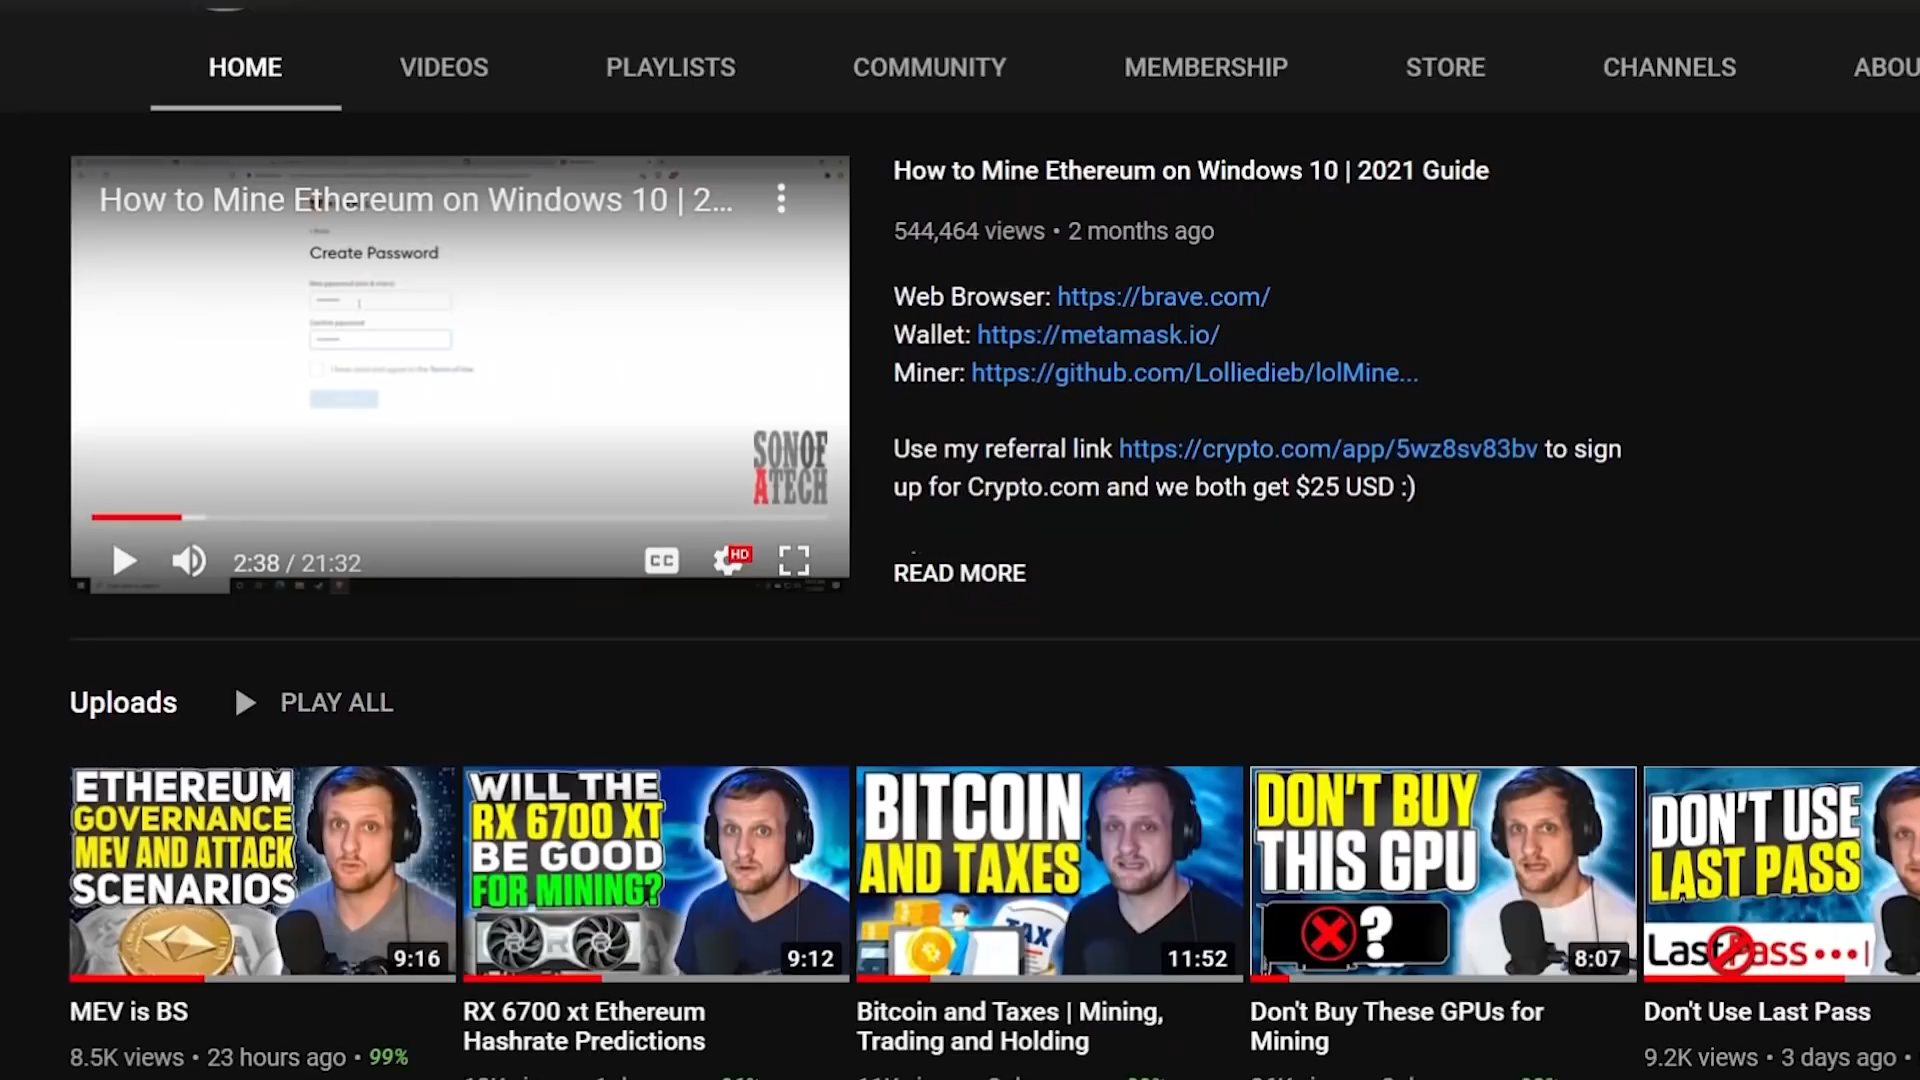 HOME VIDEOS PLAYLISTS COMMUNITY MEMBERSHIP STORE CHANNELS ABOU
How to Mine Ethereum on Windows 10 | 2...
Create Password
SONOF
ATECH
2:38 / 21:32
CC
HD
How to Mine Ethereum on Windows 10 | 2021 Guide
544,464 views • 2 months ago
Web Browser: https://brave.com/
Wallet: https://metamask.io/
Miner: https://github.com/Lolliedieb/lolMine...
Use my referral link https://crypto.com/app/5wz8sv83bv to sign
up for Crypto.com and we both get $25 USD :)
READ MORE
Uploads PLAY ALL
ETHEREUM
GOVERNANCE
MEV AND ATTACK
SCENARIOS
9:16
MEV is BS
8.5K views • 23 hours ago • 99%
WILL THE
RX 6700 XT
BE GOOD
FOR MINING?
9:12
RX 6700 xt Ethereum
Hashrate Predictions
BITCOIN
AND TAXES
TAX
11:52
Bitcoin and Taxes | Mining,
Trading and Holding
DON'T BUY
THIS GPU
?
8:07
Don't Buy These GPUs for
Mining
DON'T USE
LAST PASS
LastPass
Don't Use Last Pass
9.2K views • 3 days ago •